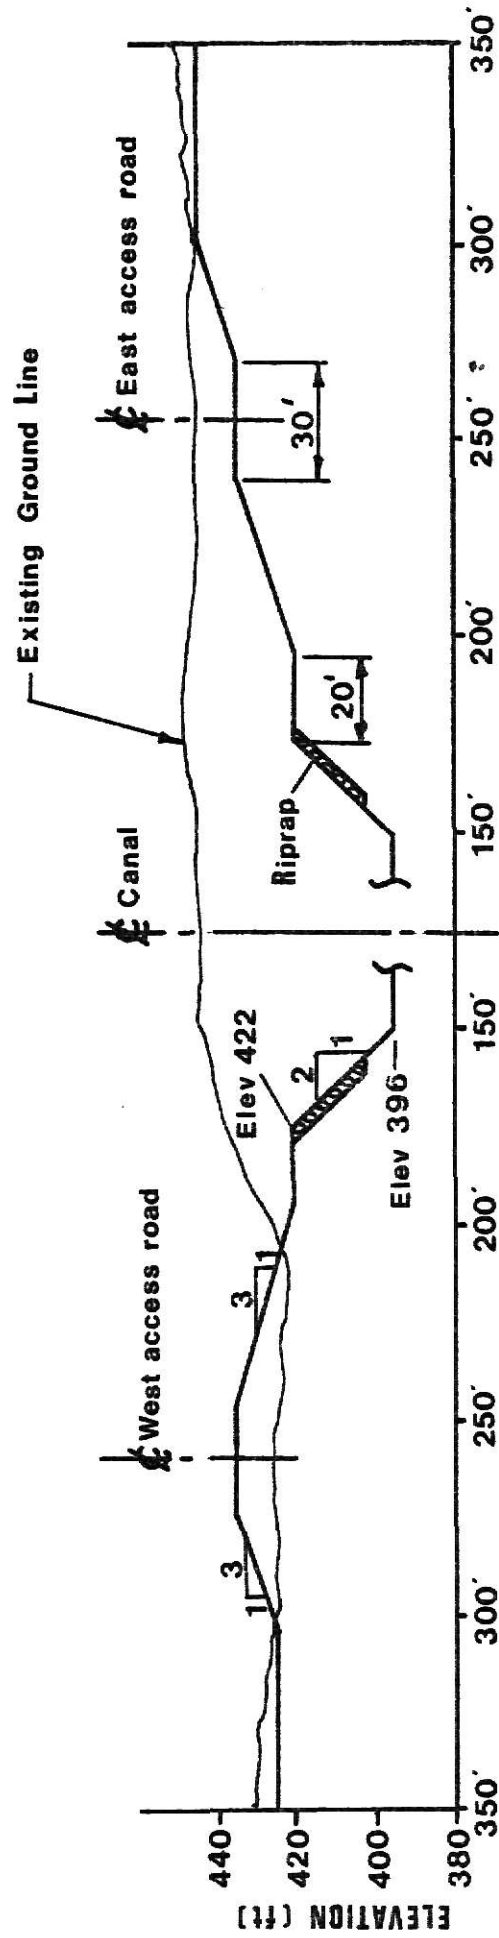 Existing Ground Line
℄ West access road
℄ Canal
℄ East access road
Elev 422
Riprap
3
1
3
1
2
1
20'
30'
Elev 396
ELEVATION (ft)
440
420
400
380
350'
300'
250'
200'
150'
150'
200'
250'
300'
350'